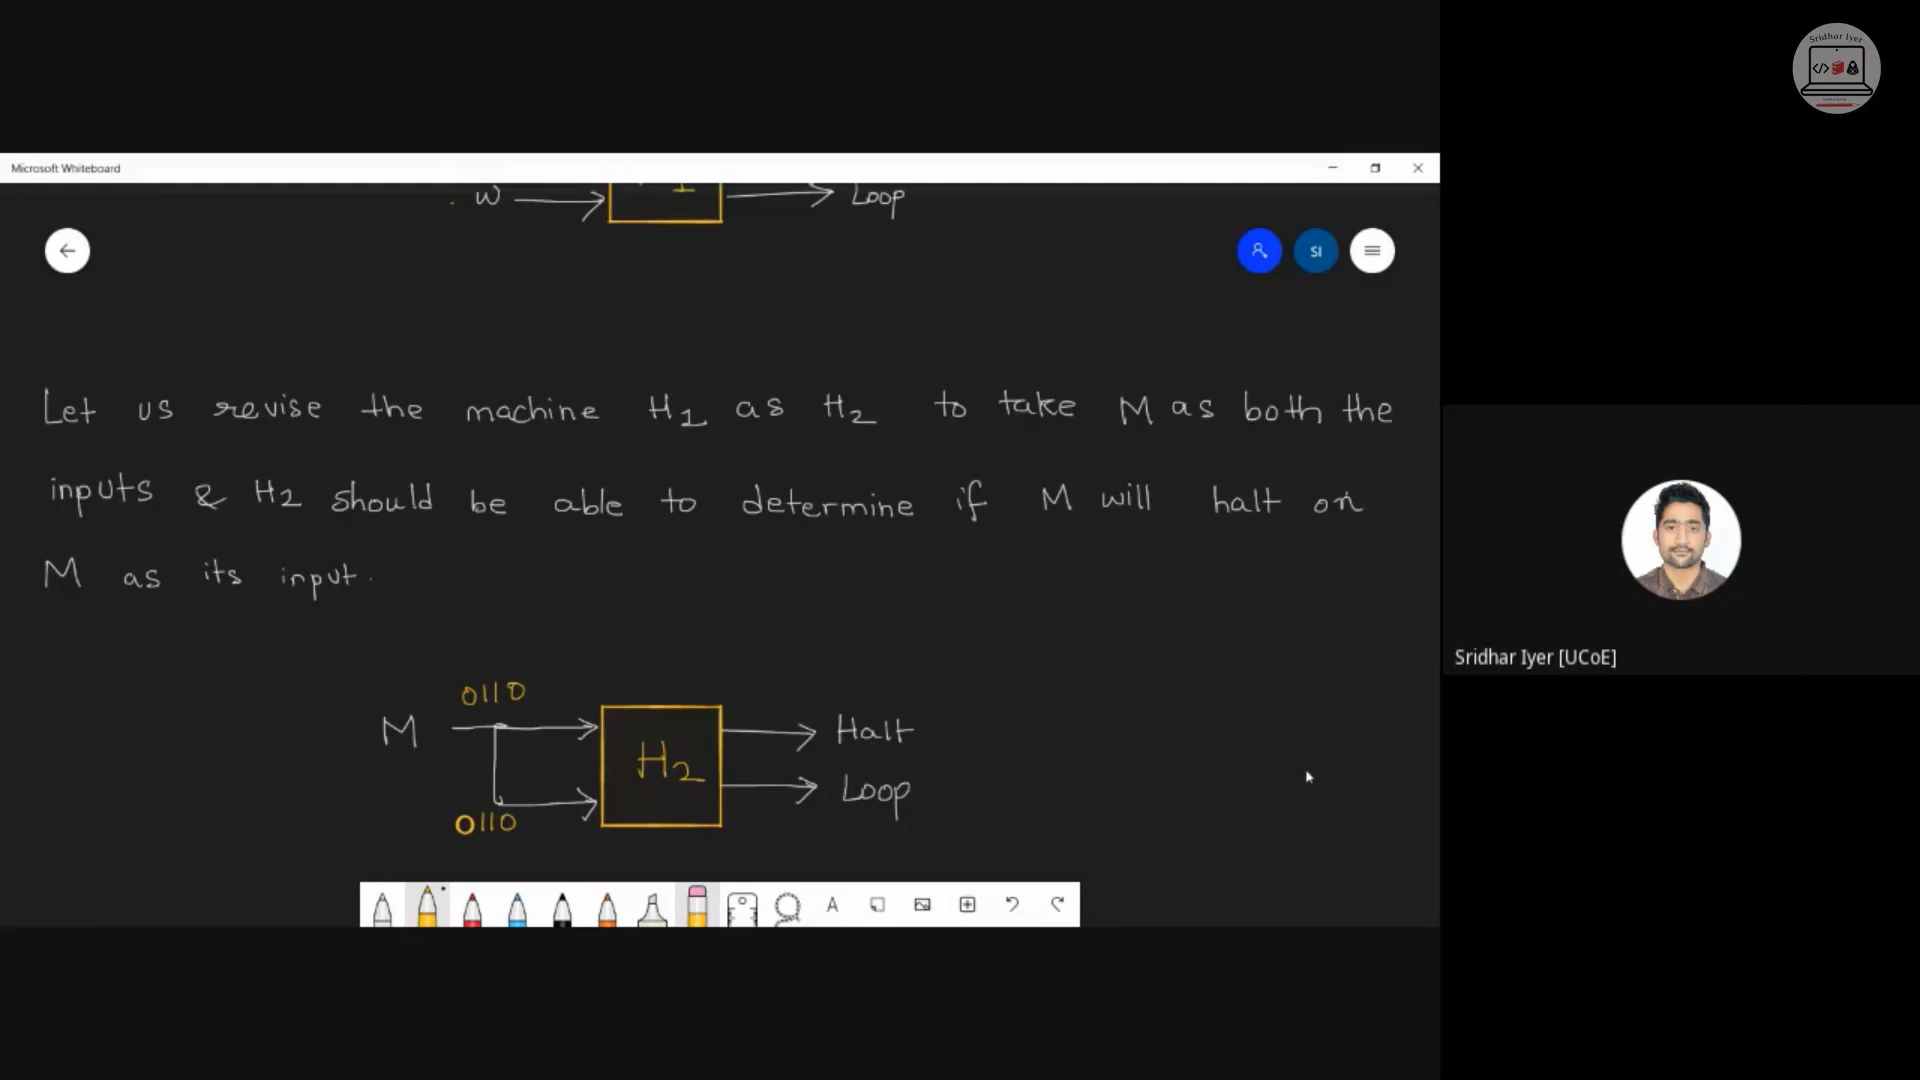 Sridhar Iyer
Microsoft Whiteboard
w Loop
SI
Let us revise the machine H1 as H2 to take M as both the
inputs & H2 should be able to determine if M will halt on
M as its input.
0110
M H2 Halt
Loop
0110
A
Sridhar Iyer [UCoE]